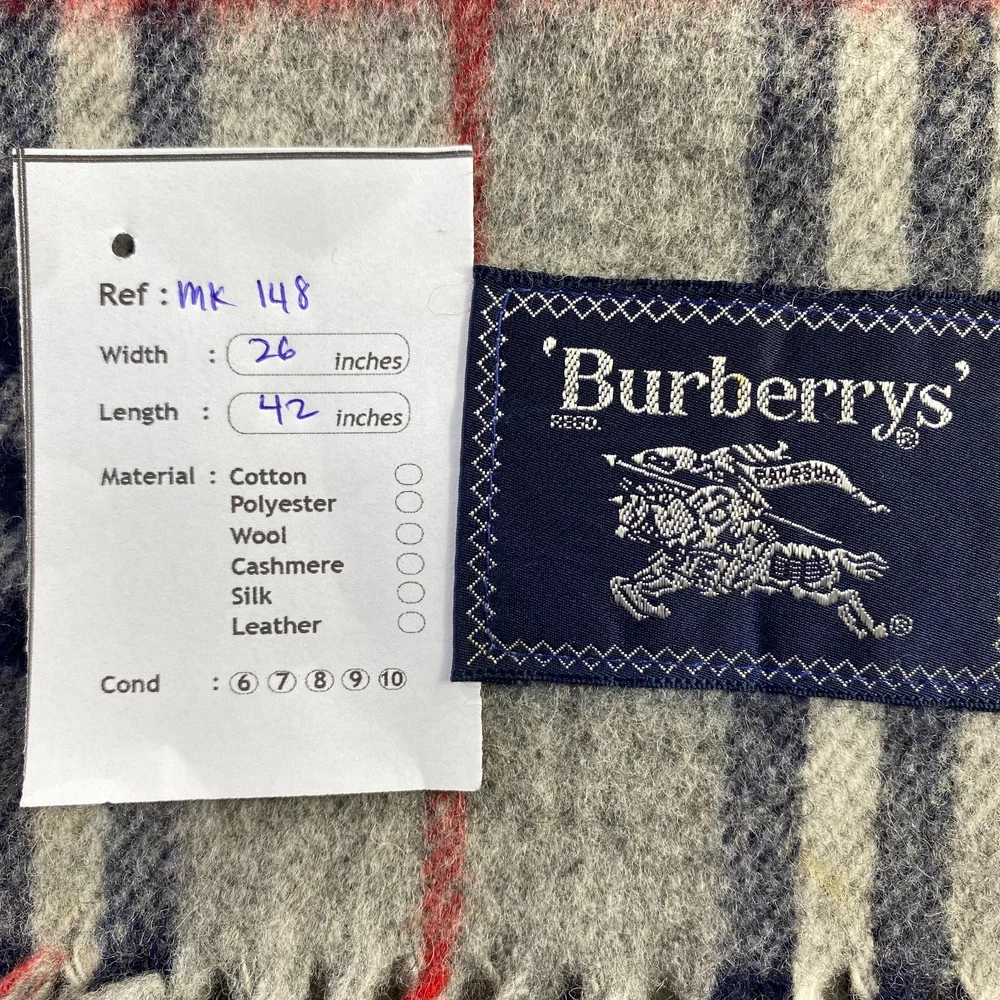 Ref : MK 148
Width : 26 inches
Length : 42 inches
Material : Cotton
Polyester
Wool
Cashmere
Silk
Leather
Cond : 6 7 8 9 10
'Burberrys'®
REGD.
®